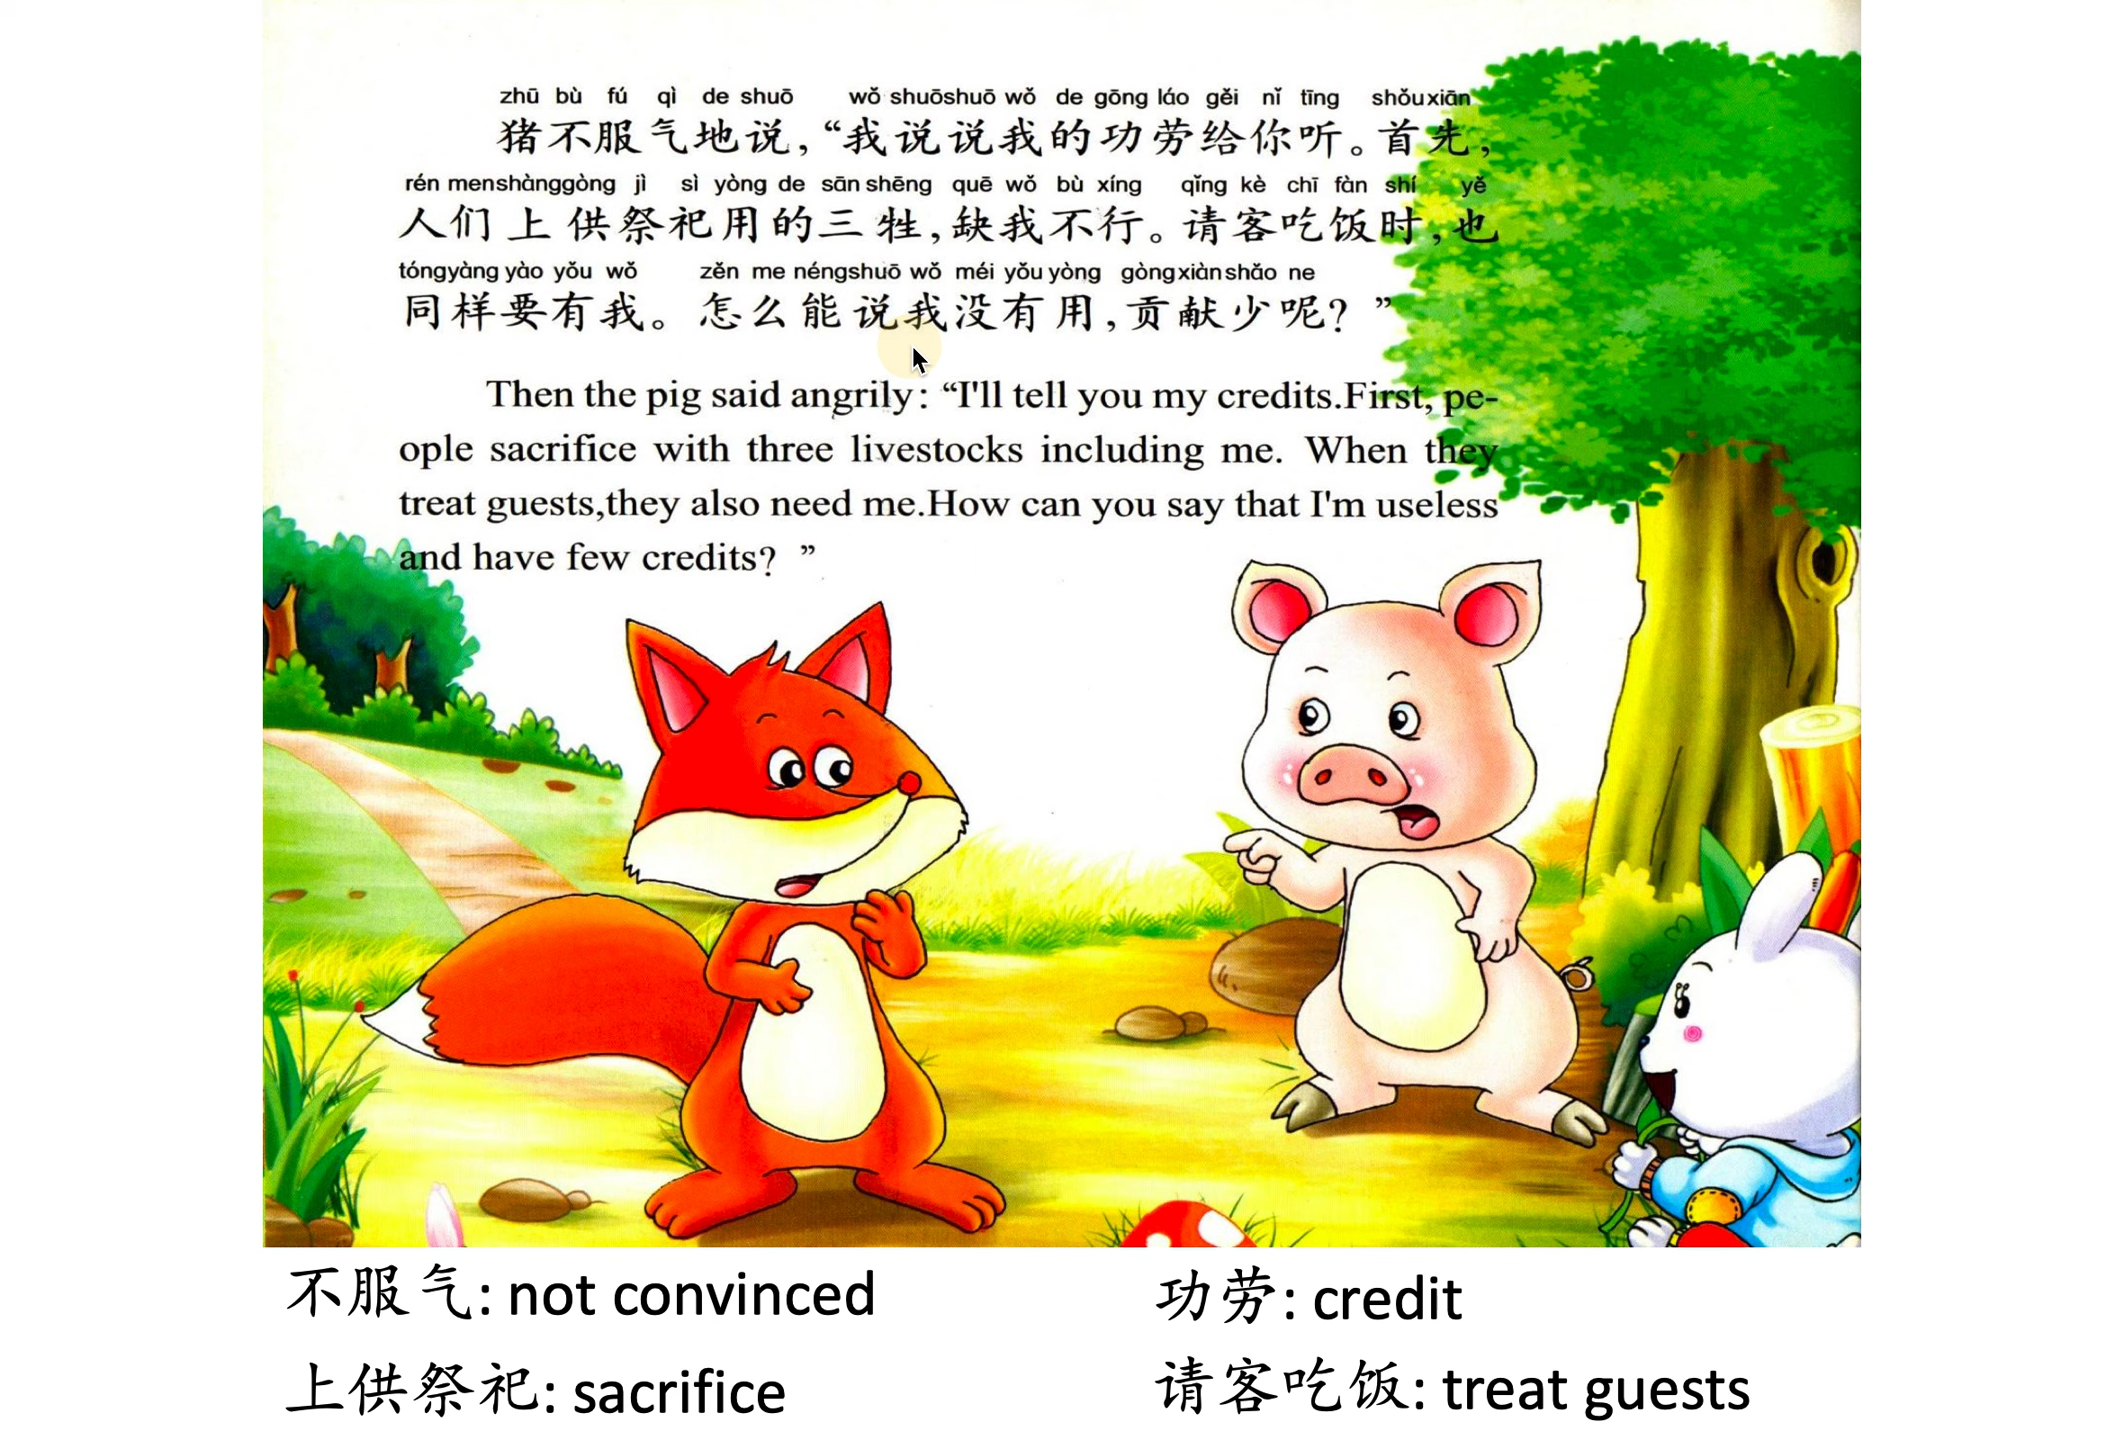 zhū bù fú qì de shuō wǒ shuōshuō wǒ de gōng láo gěi nǐ tīng shǒuxiān
猪不服气地说,“我说说我的功劳给你听。首先,
rén menshànggòng jì sì yòng de sān shēng quē wǒ bù xíng qǐng kè chī fàn shí yě
人们上供祭祀用的三牲,缺我不行。请客吃饭时,也
tóngyàng yào yǒu wǒ zěn me néngshuō wǒ méi yǒu yòng gòngxiànshǎo ne
同样要有我。怎么能说我没有用,贡献少呢？”
Then the pig said angrily: “I'll tell you my credits.First, pe-
ople sacrifice with three livestocks including me. When they
treat guests,they also need me.How can you say that I'm useless
and have few credits? ”
不服气: not convinced
功劳: credit
上供祭祀: sacrifice
请客吃饭: treat guests